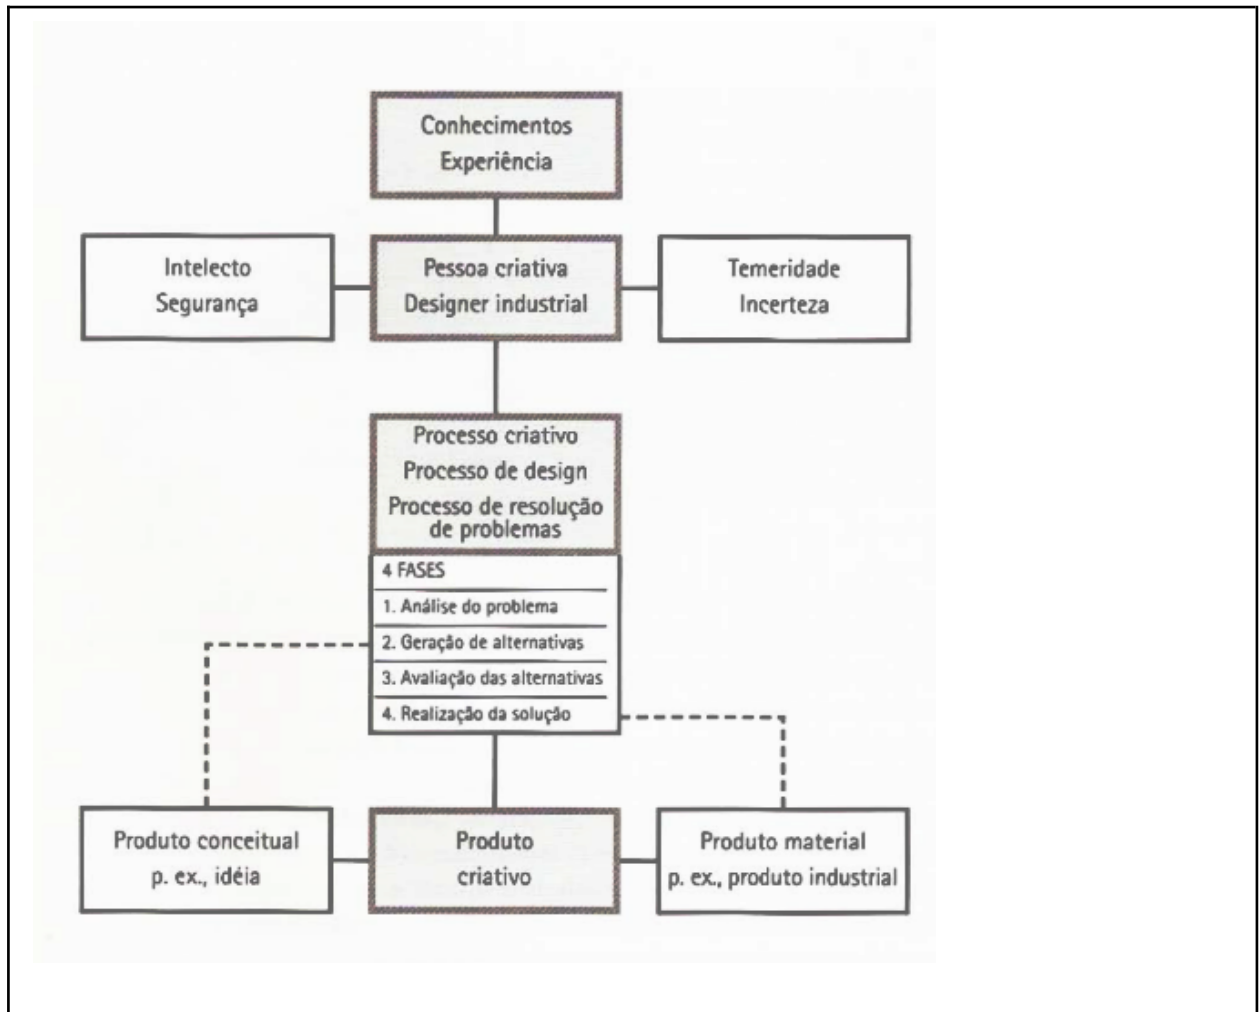 Conhecimentos
Experiência
Intelecto
Segurança
Pessoa criativa
Designer industrial
Temeridade
Incerteza
Processo criativo
Processo de design
Processo de resolução
de problemas
4 FASES
1. Análise do problema
2. Geração de alternativas
3. Avaliação das alternativas
4. Realização da solução
Produto conceitual
p. ex., idéia
Produto
criativo
Produto material
p. ex., produto industrial